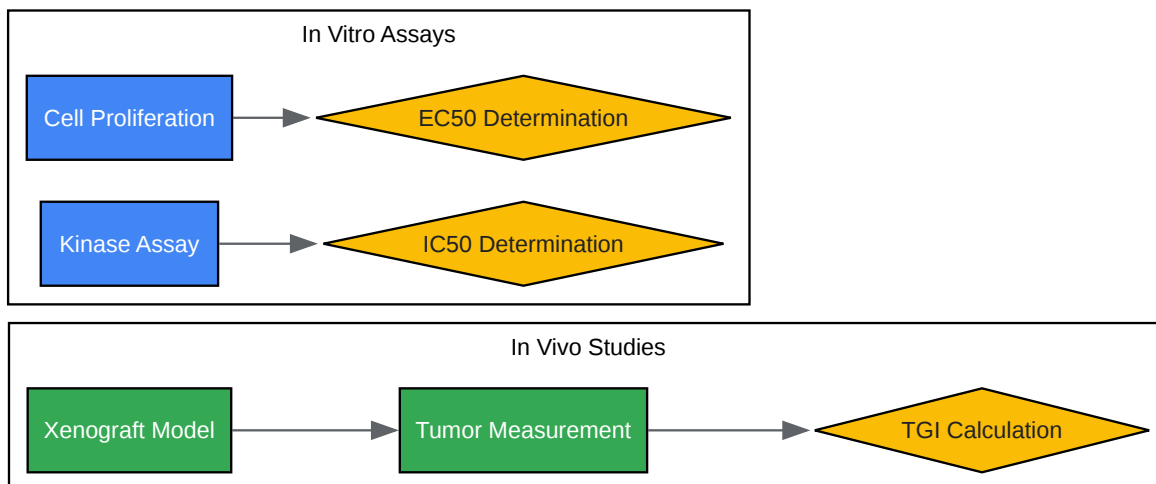 In Vitro Assays
Cell Proliferation
EC50 Determination
Kinase Assay
IC50 Determination
In Vivo Studies
Xenograft Model
Tumor Measurement
TGI Calculation